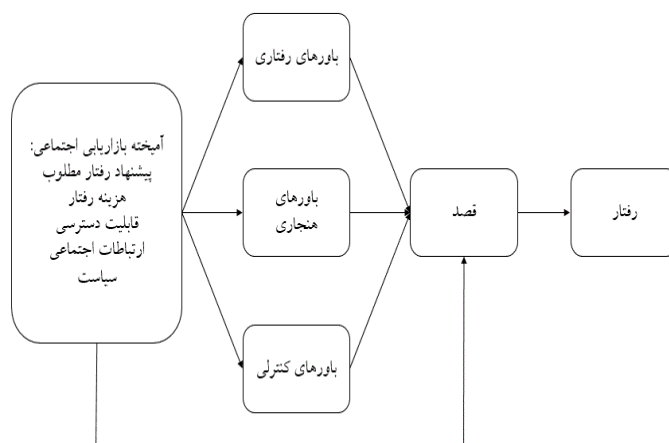 آمیخته بازاریابی اجتماعی:
پیشنهاد رفتار مطلوب
هزینه رفتار
قابلیت دسترسی
ارتباطات اجتماعی
سیاست
باورهای رفتاری
باورهای
هنجاری
باورهای کنترلی
قصد
رفتار